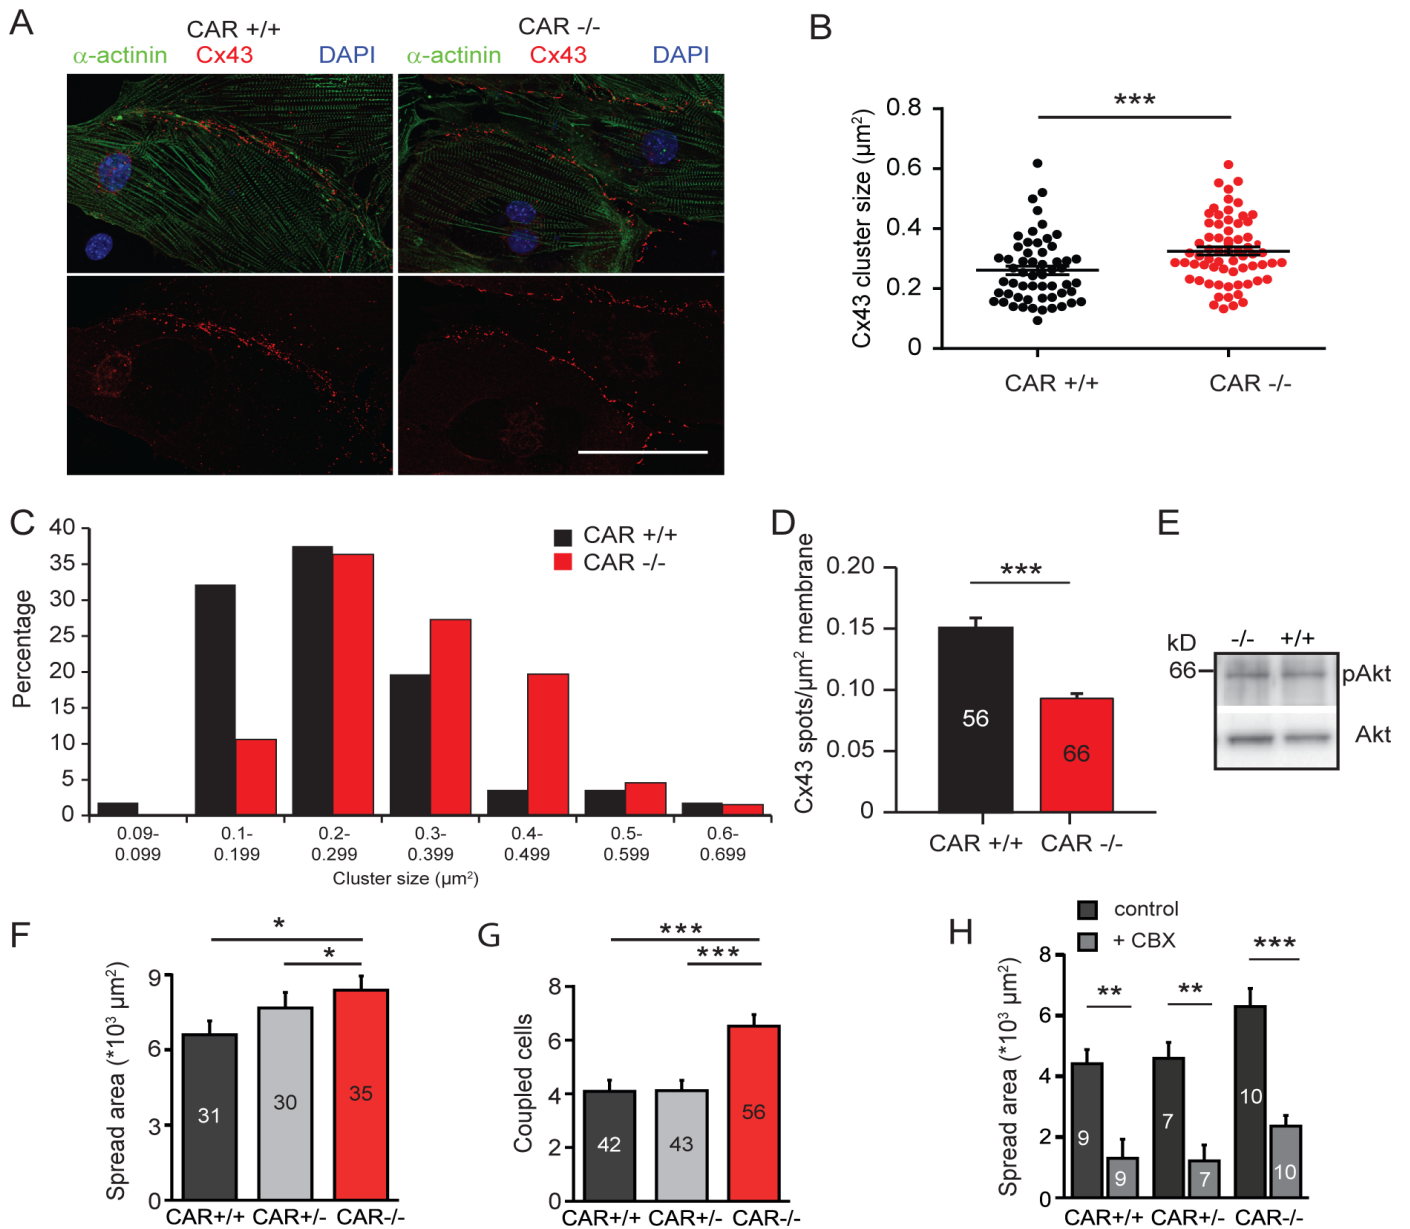 A
CAR +/+
CAR -/-
α-actinin Cx43 DAPI
α-actinin Cx43 DAPI
B
Cx43 cluster size (µm²)
0.8
0.6
0.4
0.2
0
***
CAR +/+
CAR -/-
C
Percentage
40
35
30
25
20
15
10
5
0
CAR +/+
CAR -/-
0.09-
0.099
0.1-
0.199
0.2-
0.299
0.3-
0.399
0.4-
0.499
0.5-
0.599
0.6-
0.699
Cluster size (µm²)
D
Cx43 spots/µm² membrane
0.20
0.15
0.10
0.05
0
***
56
66
CAR +/+
CAR -/-
E
kD
-/- +/+
66
pAkt
Akt
F
Spread area (*10³ µm²)
9
6
3
0
*
*
31
30
35
CAR+/+ CAR+/- CAR-/-
G
Coupled cells
8
6
4
2
0
***
***
42
43
56
CAR+/+ CAR+/- CAR-/-
H
control
+ CBX
Spread area (*10³ µm²)
8
6
4
2
0
**
**
***
9
9
7
7
10
10
CAR+/+ CAR+/- CAR-/-